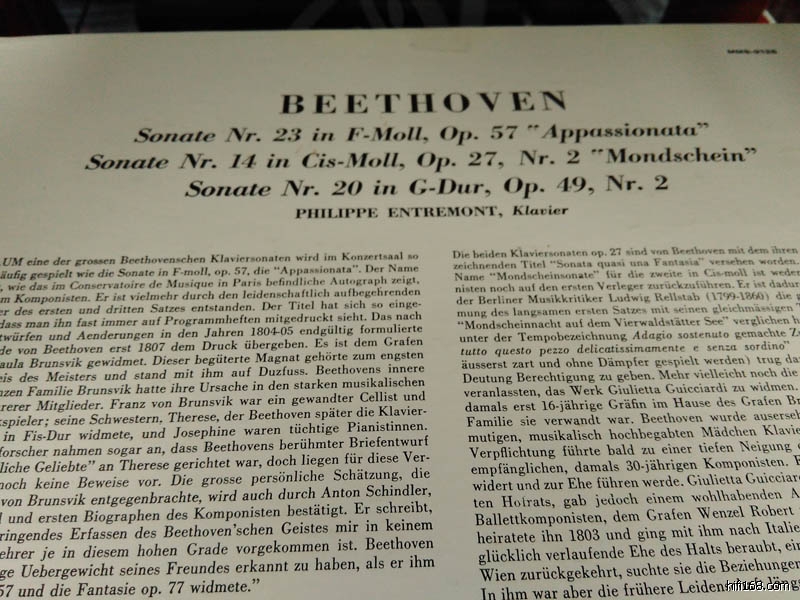 MMS-0126
BEETHOVEN
Sonate Nr. 23 in F-Moll, Op. 57 "Appassionata"
Sonate Nr. 14 in Cis-Moll, Op. 27, Nr. 2 "Mondschein"
Sonate Nr. 20 in G-Dur, Op. 49, Nr. 2
PHILIPPE ENTREMONT, Klavier
UM eine der grossen Beethovenschen Klaviersonaten wird im Konzertsaal so
äufig gespielt wie die Sonate in F-moll, op. 57, die "Appassionata". Der Name
, wie das im Conservatoire de Musique in Paris befindliche Autograph zeigt,
m Komponisten. Er ist vielmehr durch den leidenschaftlich aufbegehrenden
er des ersten und dritten Satzes entstanden. Der Titel hat sich so einge-
dass man ihn fast immer auf Programmheften mitgedruckt sieht. Das nach
twürfen und Aenderungen in den Jahren 1804-05 endgültig formulierte
de von Beethoven erst 1807 dem Druck übergeben. Es ist dem Grafen
aula Brunsvik gewidmet. Dieser begüterte Magnat gehörte zum engsten
eis des Meisters und stand mit ihm auf Duzfuss. Beethovens innere
nzen Familie Brunsvik hatte ihre Ursache in den starken musikalischen
rerer Mitglieder. Franz von Brunsvik war ein gewandter Cellist und
kspieler; seine Schwestern, Therese, der Beethoven später die Klavier-
in Fis-Dur widmete, und Josephine waren tüchtige Pianistinnen.
forscher nahmen sogar an, dass Beethovens berühmter Briefentwurf
liche Geliebte" an Therese gerichtet war, doch liegen für diese Ver-
noch keine Beweise vor. Die grosse persönliche Schätzung, die
von Brunsvik entgegenbrachte, wird auch durch Anton Schindler,
und ersten Biographen des Komponisten bestätigt. Er schreibt,
ringendes Erfassen des Beethoven'schen Geistes mir in keinem
ehrer je in diesem hohen Grade vorgekommen ist. Beethoven
ge Uebergewicht seines Freundes erkannt zu haben, als er ihm
57 und die Fantasie op. 77 widmete."
Die beiden Klaviersonaten op. 27 sind von Beethoven mit dem ihren
zeichnenden Titel "Sonata quasi una Fantasia" versehen worden.
Name "Mondscheinsonate" für die zweite in Cis-moll ist weder
nisten noch auf den ersten Verleger zurückzuführen. Er ist dadur
der Berliner Musikkritiker Ludwig Rellstab (1799-1860) die
mung des langsamen ersten Satzes mit seinen gleichmässigen
"Mondscheinnacht auf dem Vierwaldstätter See" verglichen h
unter der Tempobezeichnung Adagio sostenuto gemachte Z
tutto questo pezzo delicatissimamente e senza sordino"
äusserst zart und ohne Dämpfer gespielt werden) trug da
Deutung Berechtigung zu geben. Mehr vielleicht noch die
veranlassten, das Werk Giulietta Guicciardi zu widmen.
damals erst 16-jährige Gräfin im Hause des Grafen Br
Familie sie verwandt war. Beethoven wurde auserseh
mutigen, musikalisch hochbegabten Mädchen Klavie
Verpflichtung führte bald zu einer tiefen Neigung
empfänglichen, damals 30-jährigen Komponisten. E
widert und zur Ehe führen werde. Giulietta Guicciar
ten Hofrats, gab jedoch einem wohlhabenden A
Ballettkomponisten, dem Grafen Wenzel Robert
heiratete ihn 1803 und ging mit ihm nach Italie
glücklich verlaufende Ehe des Halts beraubt, ein
Wien zurückgekehrt, suchte sie die Beziehungen
In ihm war aber die frühere Leidenschaft läng
hifi163.com